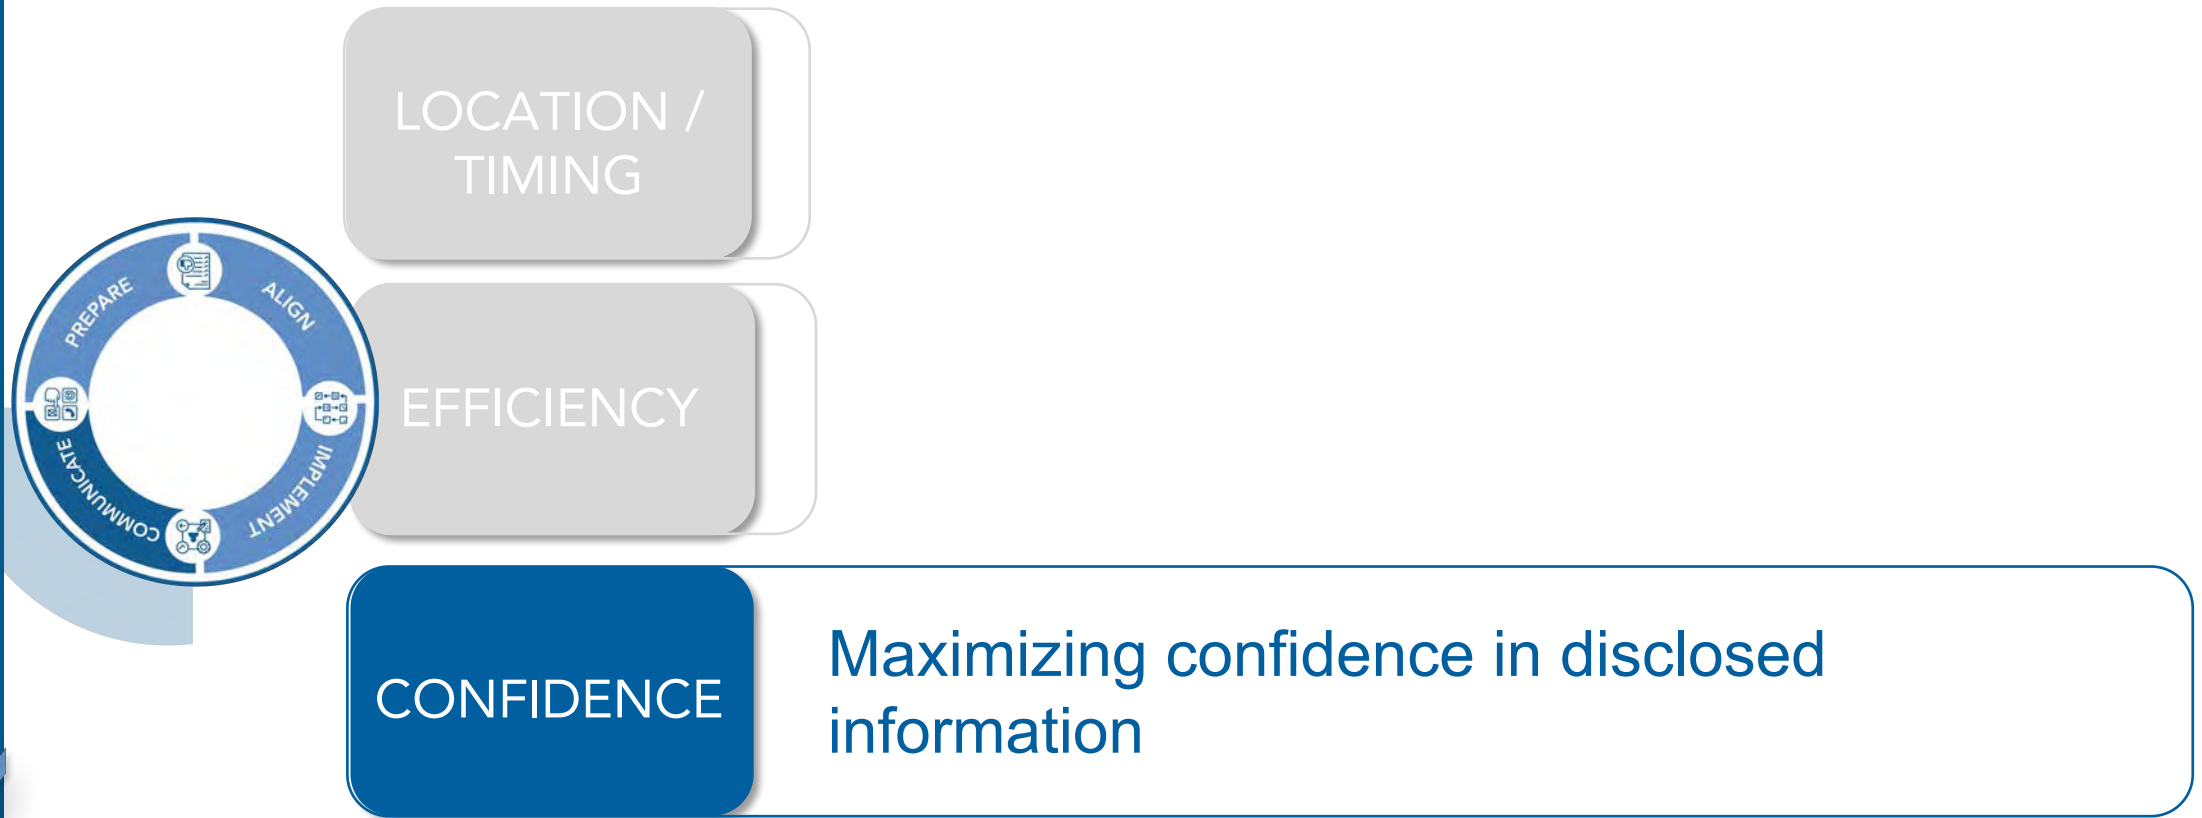 LOCATION /
TIMING
PREPARE
ALIGN
EFFICIENCY
COMMUNICATE
IMPLEMENT
CONFIDENCE
Maximizing confidence in disclosed
information